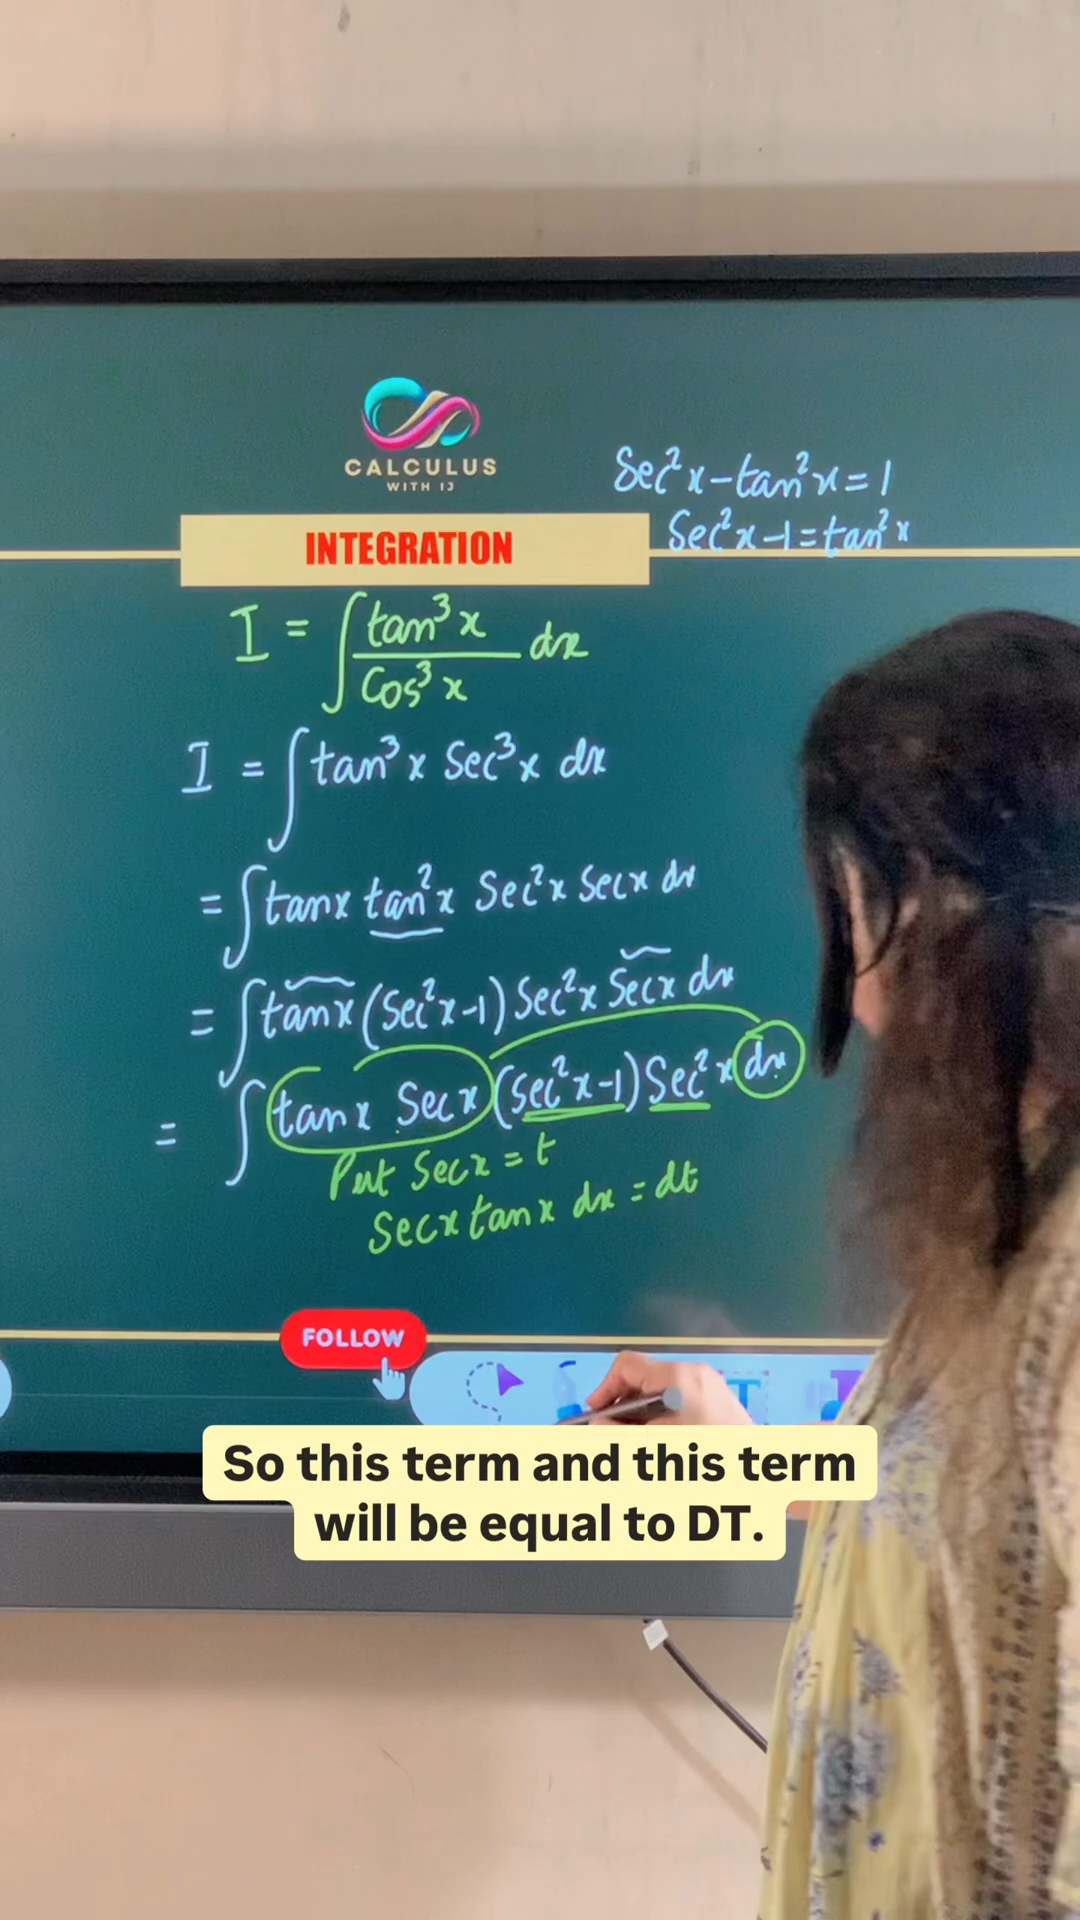 CALCULUS
WITH IJ
Sec²x-tan²x=1
Sec²x-1=tan²x
INTEGRATION
I = ∫ tan³x / Cos³x dx
I = ∫ tan³x Sec³x dx
= ∫ tanx tan²x Sec²x Secx dx
= ∫ tanx (Sec²x-1) Sec²x Secx dx
= ∫ tanx Secx (Sec²x-1) Sec²x dx
Put Secx = t
Secx tanx dx = dt
FOLLOW
T
So this term and this term
will be equal to DT.